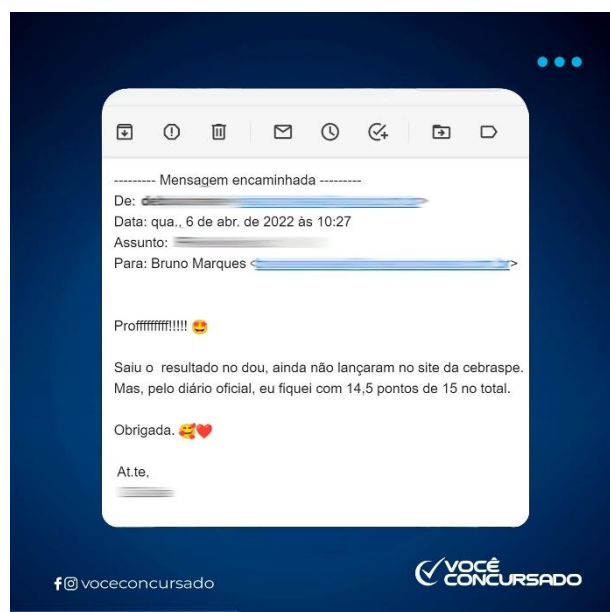 --------- Mensagem encaminhada ---------
De:
Data: qua., 6 de abr. de 2022 às 10:27
Assunto:
Para: Bruno Marques < >
Proffffffffff!!!!! 🤩
Saiu o resultado no dou, ainda não lançaram no site da cebraspe.
Mas, pelo diário oficial, eu fiquei com 14,5 pontos de 15 no total.
Obrigada. 🥰❤️
At.te,
voceconcursado
VOCÊ
CONCURSADO